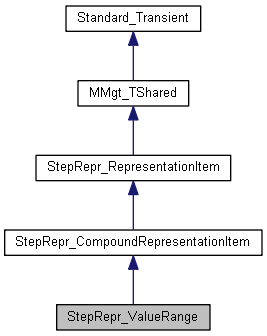 Standard_Transient
MMgt_TShared
StepRepr_RepresentationItem
StepRepr_CompoundRepresentationItem
StepRepr_ValueRange